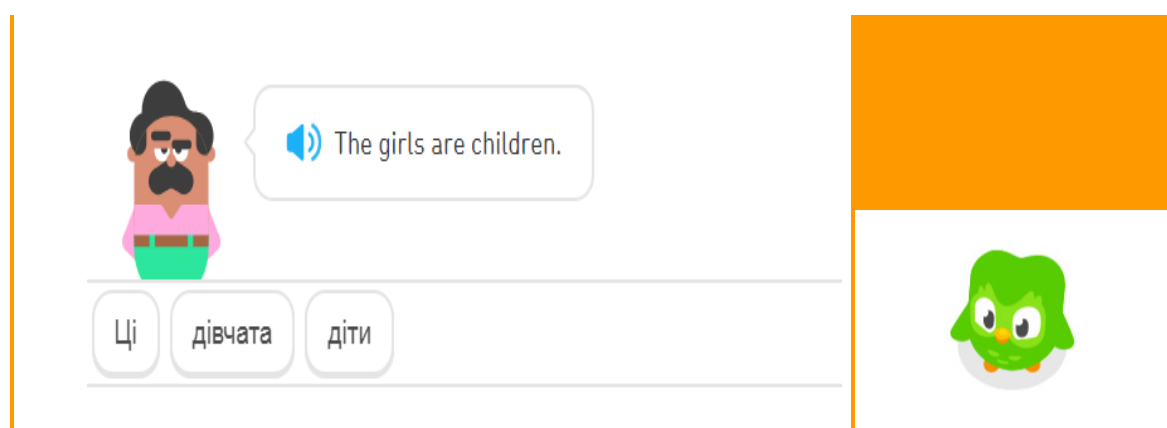 The girls are children.
Ці дівчата діти